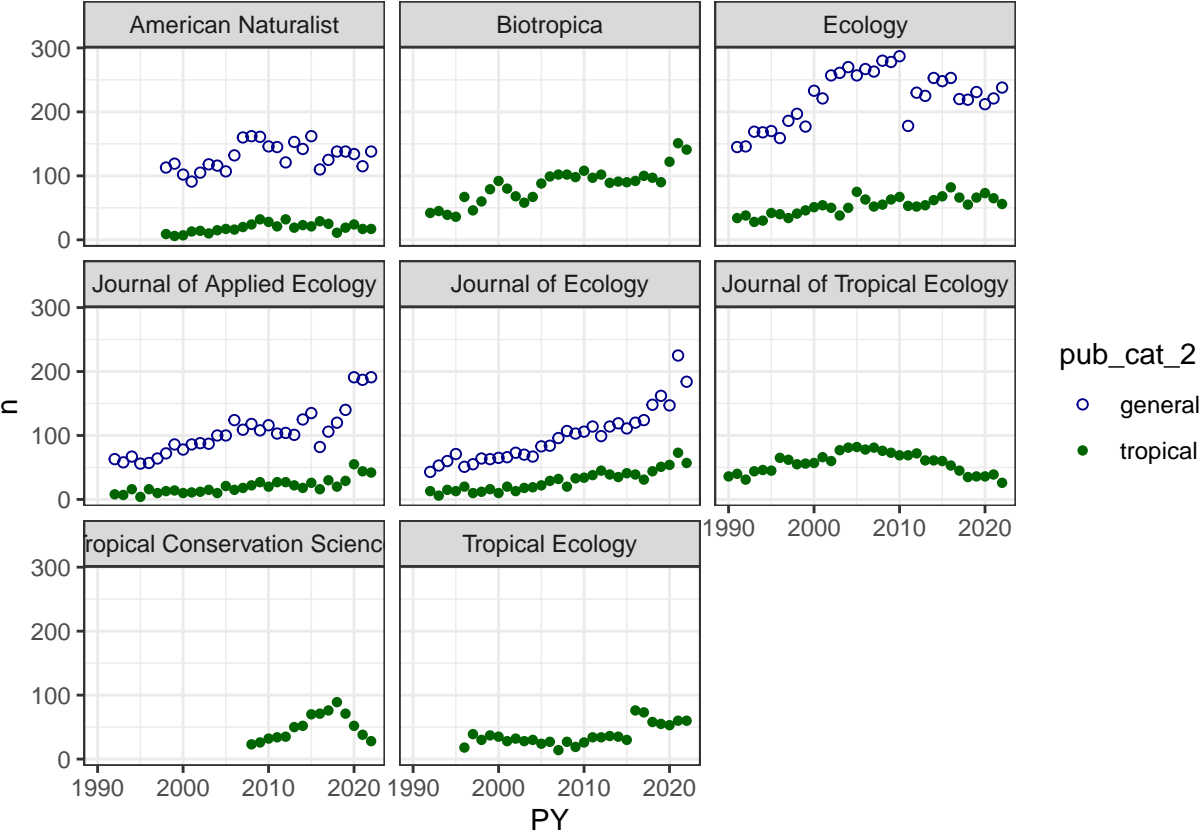 American Naturalist
Biotropica
Ecology
300
200
100
0
Journal of Applied Ecology
Journal of Ecology
Journal of Tropical Ecology
300
200
100
0
n
pub_cat_2
general
tropical
1990 2000 2010 2020
Tropical Conservation Science
Tropical Ecology
300
200
100
0
1990 2000 2010 2020
1990 2000 2010 2020
PY